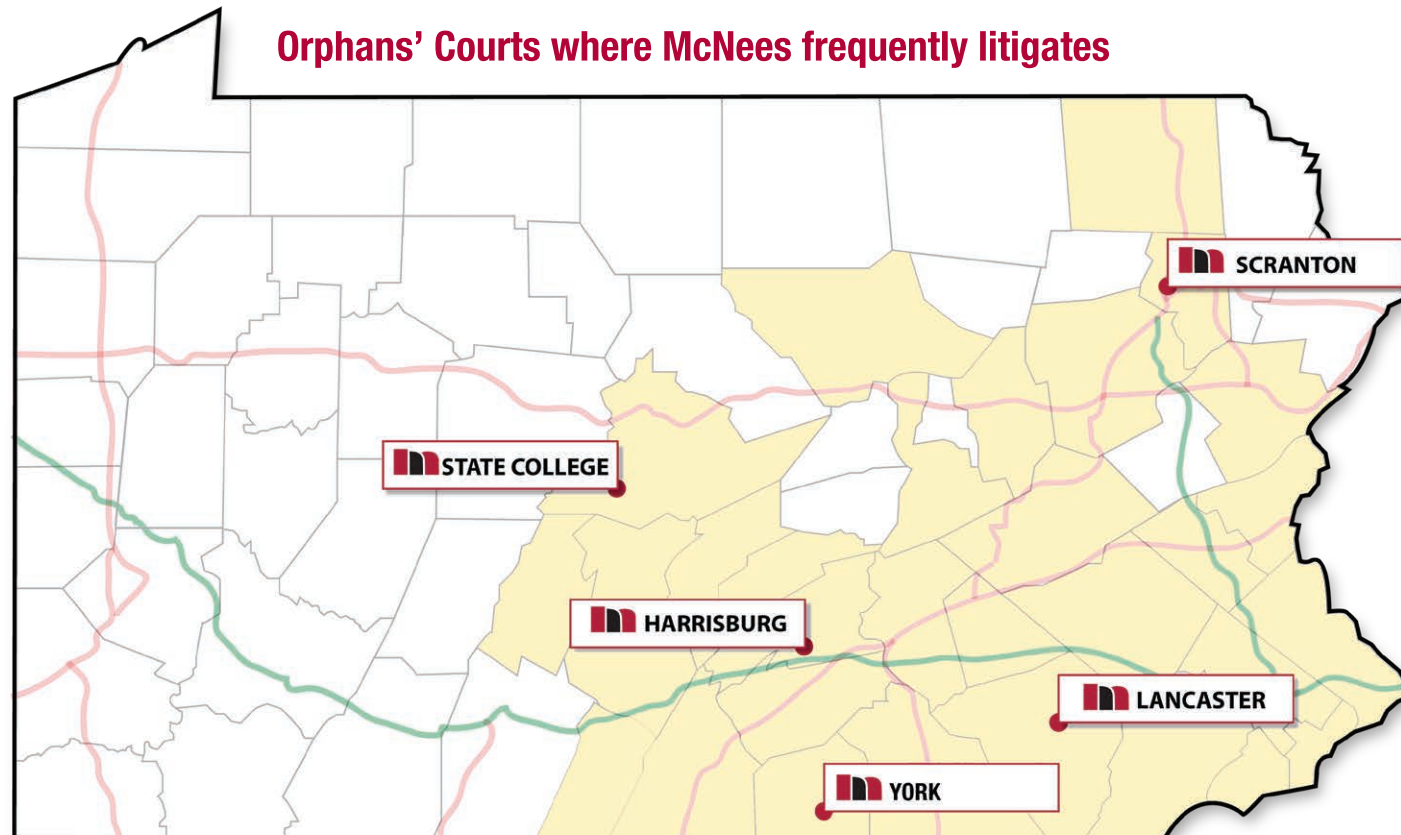 Orphans’ Courts where McNees frequently litigates
SCRANTON
STATE COLLEGE
HARRISBURG
LANCASTER
YORK